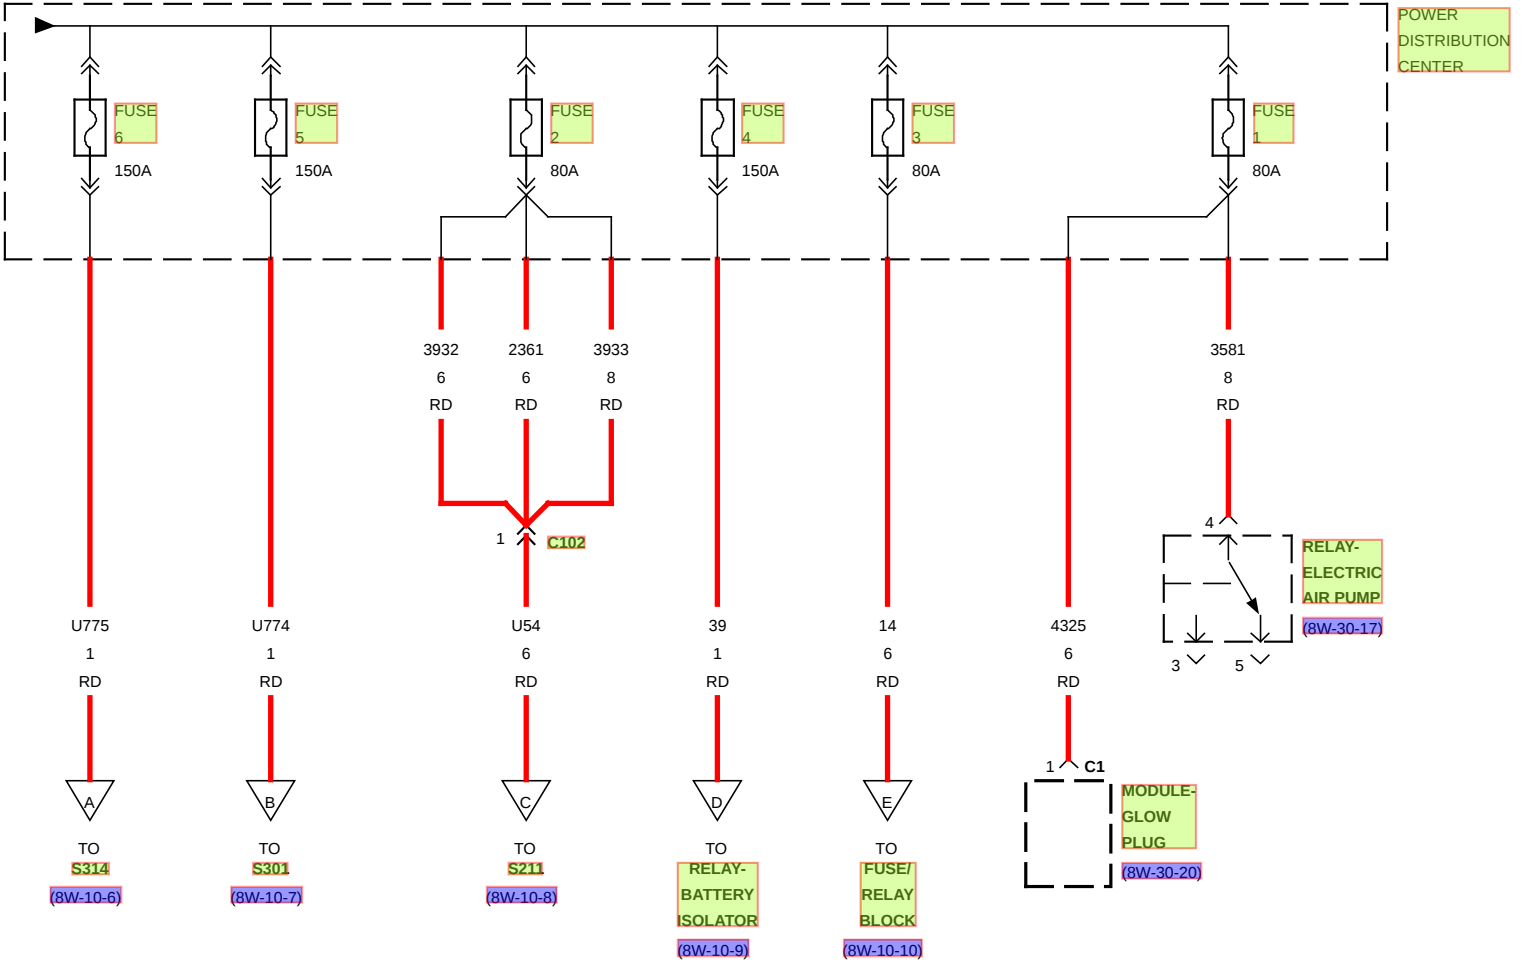 POWER
DISTRIBUTION
CENTER
FUSE
6
150A
FUSE
5
150A
FUSE
2
80A
FUSE
4
150A
FUSE
3
80A
FUSE
1
80A
3932
6
RD
2361
6
RD
3933
8
RD
3581
8
RD
1
C102
4
RELAY-
ELECTRIC
AIR PUMP
(8W-30-17)
3
5
U775
1
RD
U774
1
RD
U54
6
RD
39
1
RD
14
6
RD
4325
6
RD
1
C1
MODULE-
GLOW
PLUG
(8W-30-20)
A
TO
S314
(8W-10-6)
B
TO
S301
(8W-10-7)
C
TO
S211
(8W-10-8)
D
TO
RELAY-
BATTERY
ISOLATOR
(8W-10-9)
E
TO
FUSE/
RELAY
BLOCK
(8W-10-10)